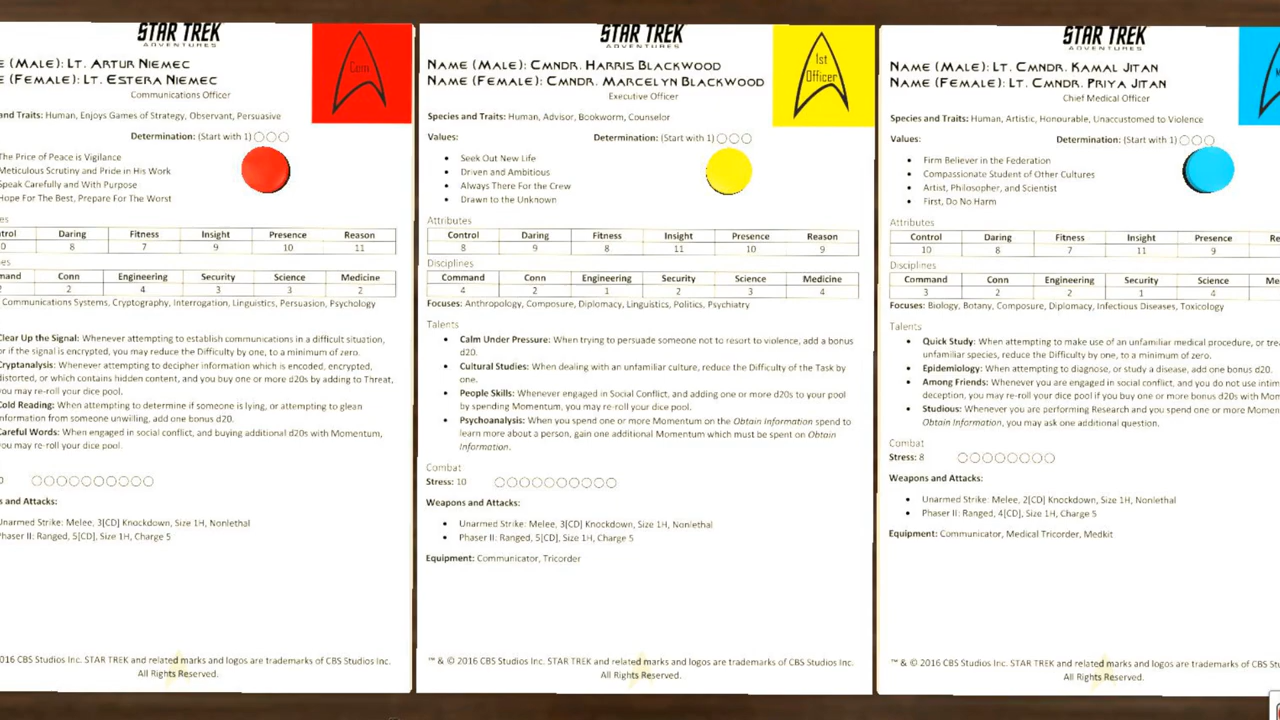 STAR TREK
ADVENTURES
(MALE): LT. ARTUR NIEMEC
(FEMALE): LT. ESTERA NIEMEC
Communications Officer
Com
and Traits: Human, Enjoys Games of Strategy, Observant, Persuasive
Determination: (Start with 1)
The Price of Peace is Vigilance
Meticulous Scrutiny and Pride in His Work
Speak Carefully and With Purpose
Hope For The Best, Prepare For The Worst
Daring Fitness Insight Presence Reason
8 7 9 10 11
Conn Engineering Security Science Medicine
2 4 3 3 2
Communications Systems, Cryptography, Interrogation, Linguistics, Persuasion, Psychology
Clear Up the Signal: Whenever attempting to establish communications in a difficult situation,
or if the signal is encrypted, you may reduce the Difficulty by one, to a minimum of zero.
Cryptanalysis: Whenever attempting to decipher information which is encoded, encrypted,
distorted, or which contains hidden content, and you buy one or more d20s by adding to Threat,
you may re-roll your dice pool.
Cold Reading: When attempting to determine if someone is lying, or attempting to glean
information from someone unwilling, add one bonus d20.
Careful Words: When engaged in social conflict, and buying additional d20s with Momentum,
you may re-roll your dice pool.
and Attacks:
Unarmed Strike: Melee, 3[CD] Knockdown, Size 1H, Nonlethal
Phaser II: Ranged, 5[CD], Size 1H, Charge 5
016 CBS Studios Inc. STAR TREK and related marks and logos are trademarks of CBS Studios Inc.
All Rights Reserved.
STAR TREK
ADVENTURES
NAME (MALE): CMNDR. HARRIS BLACKWOOD
NAME (FEMALE): CMNDR. MARCELYN BLACKWOOD
Executive Officer
1st
Officer
Species and Traits: Human, Advisor, Bookworm, Counselor
Values: Determination: (Start with 1)
• Seek Out New Life
• Driven and Ambitious
• Always There For the Crew
• Drawn to the Unknown
Attributes
Control Daring Fitness Insight Presence Reason
8 9 8 11 10 9
Disciplines
Command Conn Engineering Security Science Medicine
4 2 1 2 3 4
Focuses: Anthropology, Composure, Diplomacy, Linguistics, Politics, Psychiatry
Talents
• Calm Under Pressure: When trying to persuade someone not to resort to violence, add a bonus
d20.
• Cultural Studies: When dealing with an unfamiliar culture, reduce the Difficulty of the Task by
one.
• People Skills: Whenever engaged in Social Conflict, and adding one or more d20s to your pool
by spending Momentum, you may re-roll your dice pool.
• Psychoanalysis: When you spend one or more Momentum on the Obtain Information spend to
learn more about a person, gain one additional Momentum which must be spent on Obtain
Information.
Combat
Stress: 10
Weapons and Attacks:
• Unarmed Strike: Melee, 3[CD] Knockdown, Size 1H, Nonlethal
• Phaser II: Ranged, 5[CD], Size 1H, Charge 5
Equipment: Communicator, Tricorder
™ & © 2016 CBS Studios Inc. STAR TREK and related marks and logos are trademarks of CBS Studios Inc.
All Rights Reserved.
STAR TREK
ADVENTURES
NAME (MALE): LT. CMNDR. KAMAL JITAN
NAME (FEMALE): LT. CMNDR. PRIYA JITAN
Chief Medical Officer
Species and Traits: Human, Artistic, Honourable, Unaccustomed to Violence
Values: Determination: (Start with 1)
• Firm Believer in the Federation
• Compassionate Student of Other Cultures
• Artist, Philosopher, and Scientist
• First, Do No Harm
Attributes
Control Daring Fitness Insight Presence Re
10 8 7 11 9
Disciplines
Command Conn Engineering Security Science M
3 2 2 1 4
Focuses: Biology, Botany, Composure, Diplomacy, Infectious Diseases, Toxicology
Talents
• Quick Study: When attempting to make use of an unfamiliar medical procedure, or trea
unfamiliar species, reduce the Difficulty by one, to a minimum of zero.
• Epidemiology: When attempting to diagnose, or study a disease, add one bonus d20.
• Among Friends: Whenever you are engaged in social conflict, and you do not use intim
deception, you may re-roll your dice pool if you buy one or more bonus d20s with Mom
• Studious: Whenever you are performing Research and you spend one or more Momen
Obtain Information, you may ask one additional question.
Combat
Stress: 8
Weapons and Attacks:
• Unarmed Strike: Melee, 2[CD] Knockdown, Size 1H, Nonlethal
• Phaser II: Ranged, 4[CD], Size 1H, Charge 5
Equipment: Communicator, Medical Tricorder, Medkit
™ & © 2016 CBS Studios Inc. STAR TREK and related marks and logos are trademarks of CBS Studios
All Rights Reserved.